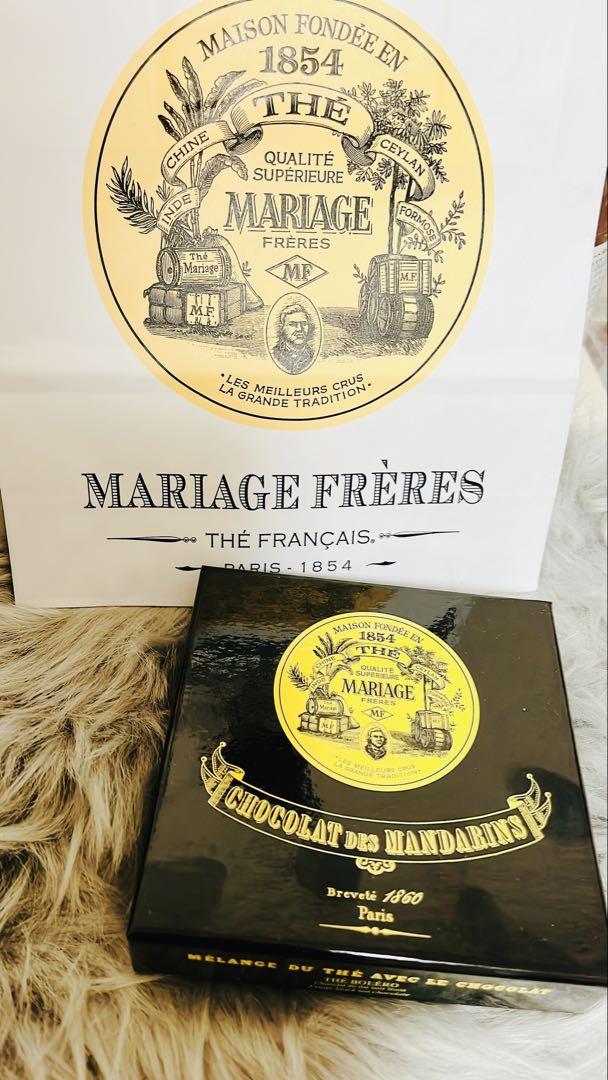 MAISON FONDÉE EN
1854
THÉ
CHINE
CEYLAN
QUALITÉ
SUPÉRIEURE
INDE
FORMOSE
MARIAGE
FRÈRES
Thé
Mariage
MF
M.F.
M.F.
•LES MEILLEURS CRUS
LA GRANDE TRADITION•
MARIAGE FRÈRES
THÉ FRANÇAIS
PARIS - 1854
MAISON FONDÉE EN
1854
THÉ
CHINE
QUALITÉ
SUPÉRIEURE
MARIAGE
FRÈRES
MF
•LES MEILLEURS CRUS
LA GRANDE TRADITION•
CHOCOLAT DES MANDARINS
Breveté 1860
Paris
MÉLANGE DU THÉ AVEC LE CHOCOLAT
THÉ BOLÉRO